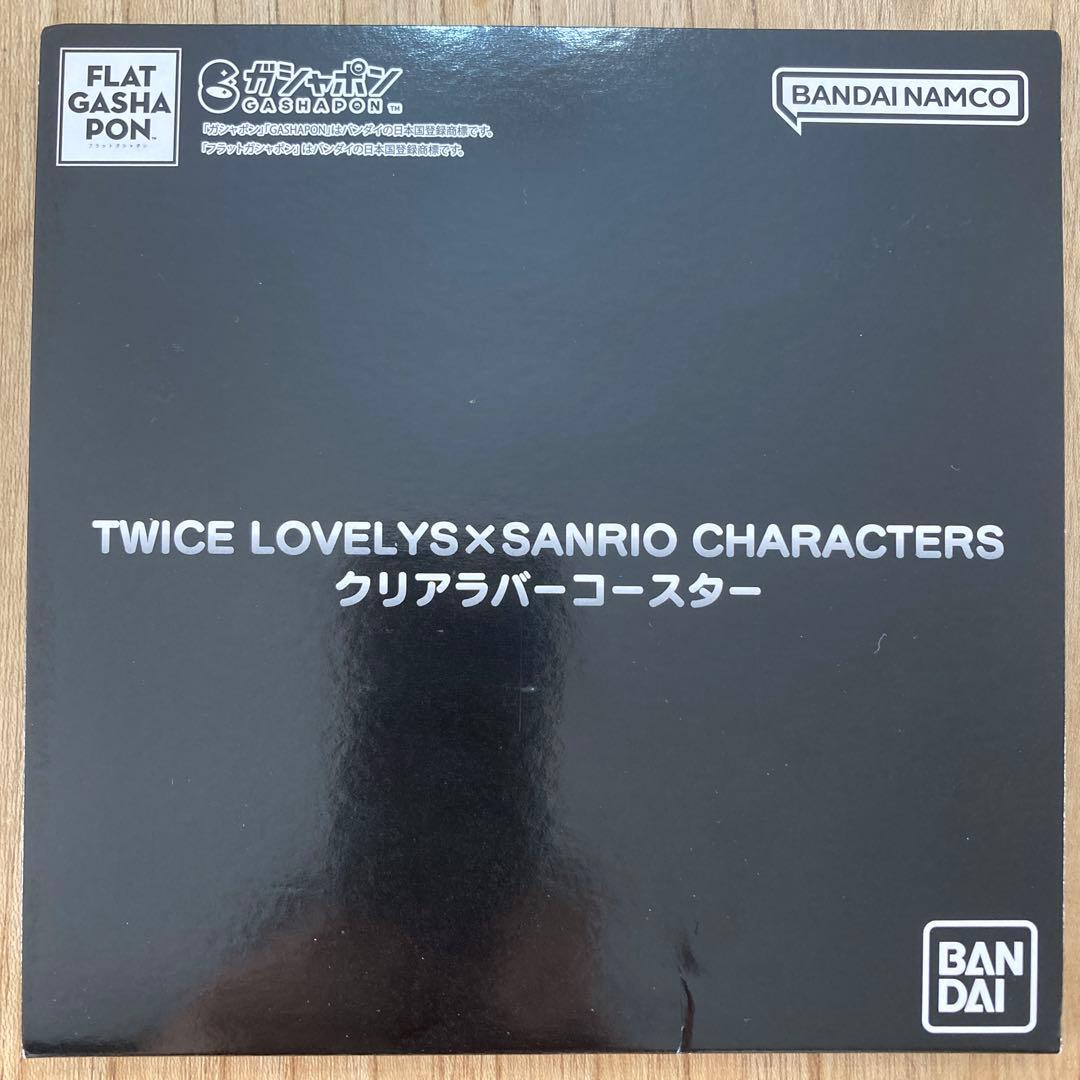 FLAT
GASHA
PON™
フラットガシャポン
ガシャポン
GASHAPON™
「ガシャポン」「GASHAPON」はバンダイの日本国登録商標です。
「フラットガシャポン」はバンダイの日本国登録商標です。
BANDAI NAMCO
TWICE LOVELYS×SANRIO CHARACTERS
クリアラバーコースター
BAN
DAI